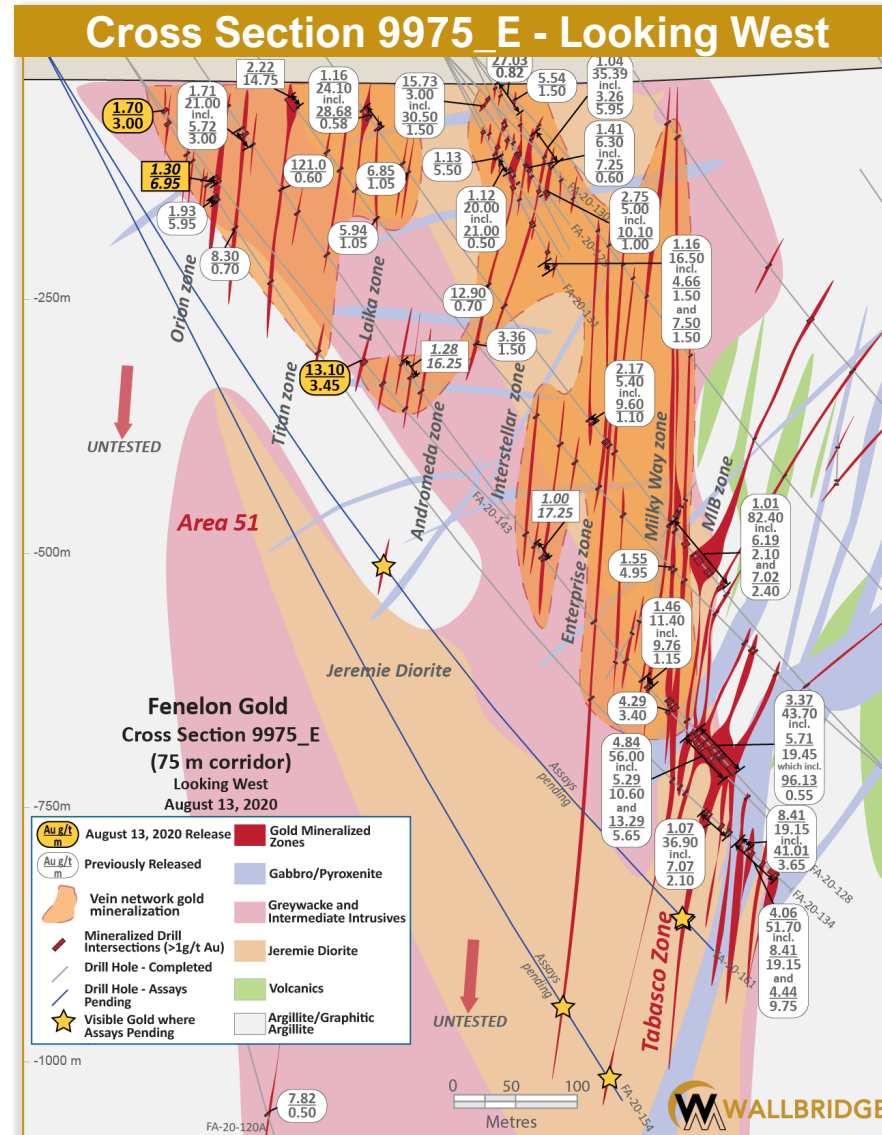 Cross Section 9975_E - Looking West
27.03
0.82
1.04
35.39
incl.
3.26
5.95
2.22
14.75
1.16
24.10
incl.
28.68
0.58
15.73
3.00
incl.
30.50
1.50
5.54
1.50
1.71
21.00
incl.
5.72
3.00
1.70
3.00
1.41
6.30
incl.
7.25
0.60
1.13
5.50
121.0
0.60
6.85
1.05
1.30
6.95
1.12
20.00
incl.
21.00
0.50
FA-20-130
2.75
5.00
incl.
10.10
1.00
1.93
5.95
5.94
1.05
FA-20-129
1.16
16.50
incl.
4.66
1.50
and
7.50
1.50
8.30
0.70
Orion zone
Laika zone
12.90
0.70
FA-20-131
-250m
3.36
1.50
1.28
16.25
13.10
3.45
2.17
5.40
incl.
9.60
1.10
Titan zone
Andromeda zone
Interstellar zone
Milky Way zone
MIB zone
UNTESTED
FA-20-143
1.00
17.25
1.01
82.40
incl.
6.19
2.10
and
7.02
2.40
Area 51
-500m
Enterprise zone
1.55
4.95
1.46
11.40
incl.
9.76
1.15
Jeremie Diorite
4.29
3.40
3.37
43.70
incl.
5.71
19.45
which incl.
96.13
0.55
Fenelon Gold
Cross Section 9975_E
(75 m corridor)
Looking West
August 13, 2020
4.84
56.00
incl.
5.29
10.60
and
13.29
5.65
Assays
pending
-750m
1.07
36.90
incl.
7.07
2.10
8.41
19.15
incl.
41.01
3.65
FA-20-128
FA-20-134
4.06
51.70
incl.
8.41
19.15
and
4.44
9.75
Au g/t
m
August 13, 2020 Release
Au g/t
m
Previously Released
Vein network gold
mineralization
Mineralized Drill
Intersections (>1g/t Au)
Drill Hole - Completed
Drill Hole - Assays
Pending
Visible Gold where
Assays Pending
Gold Mineralized
Zones
Gabbro/Pyroxenite
Greywacke and
Intermediate Intrusives
Jeremie Diorite
Volcanics
Argillite/Graphitic
Argillite
Assays
pending
Tabasco Zone
FA-20-161
UNTESTED
-1000 m
7.82
0.50
FA-20-120A
0 50 100
Metres
FA-20-154
WALLBRIDGE